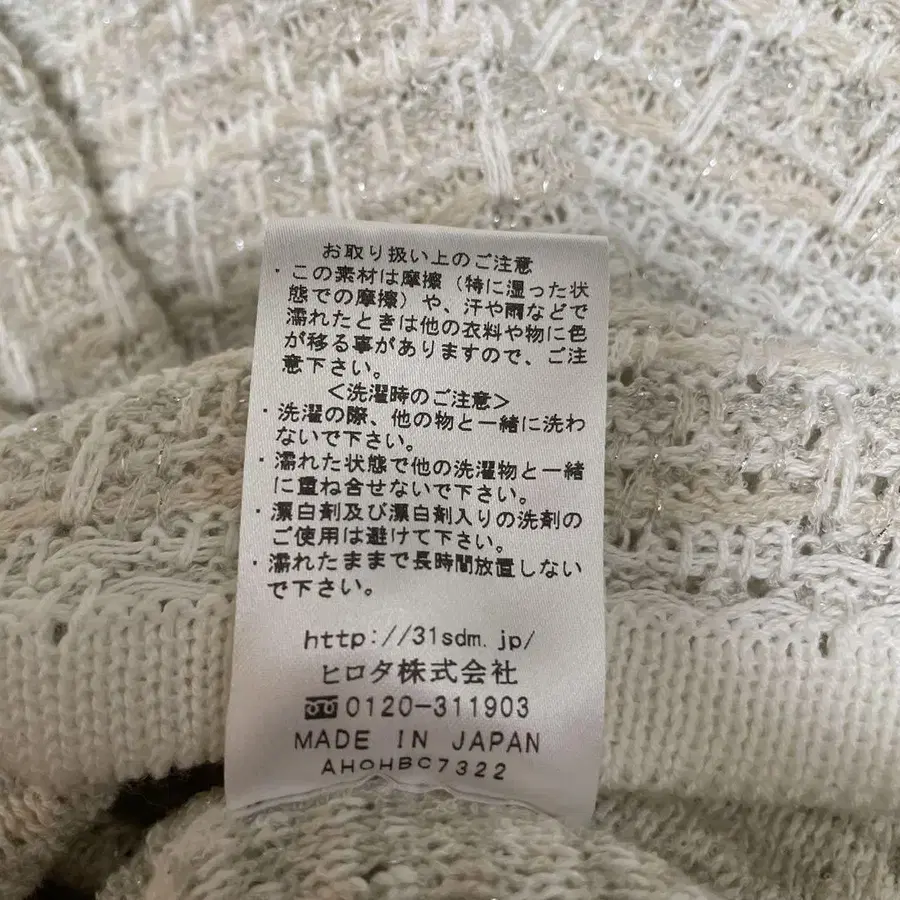 お取り扱い上のご注意
・この素材は摩擦（特に湿った状
態での摩擦）や、汗や雨などで
濡れたときは他の衣料や物に色
が移る事がありますので、ご注
意下さい。
＜洗濯時のご注意＞
・洗濯の際、他の物と一緒に洗わ
ないで下さい。
・濡れた状態で他の洗濯物と一緒
に重ね合せないで下さい。
・漂白剤及び漂白剤入りの洗剤の
ご使用は避けて下さい。
・濡れたままで長時間放置しない
で下さい。
http://31sdm.jp/
ヒロタ株式会社
0120-311903
MADE IN JAPAN
AHOHBC7322